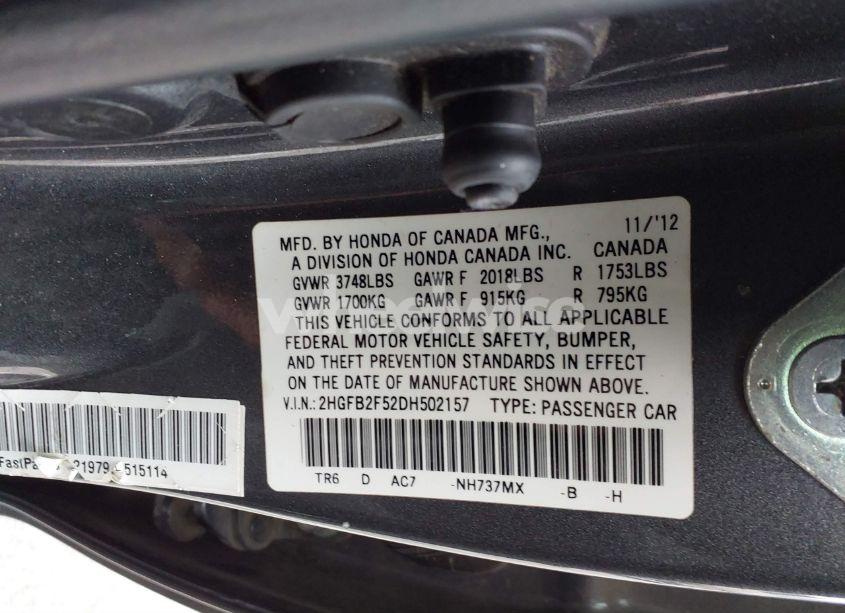 11/'12
MFD. BY HONDA OF CANADA MFG.,
A DIVISION OF HONDA CANADA INC. CANADA
GVWR 3748LBS GAWR F 2018LBS R 1753LBS
GVWR 1700KG GAWR F 915KG R 795KG
THIS VEHICLE CONFORMS TO ALL APPLICABLE
FEDERAL MOTOR VEHICLE SAFETY, BUMPER,
AND THEFT PREVENTION STANDARDS IN EFFECT
ON THE DATE OF MANUFACTURE SHOWN ABOVE.
V.I.N.: 2HGFB2F52DH502157 TYPE: PASSENGER CAR
TR6 D AC7 -NH737MX -B -H
515114